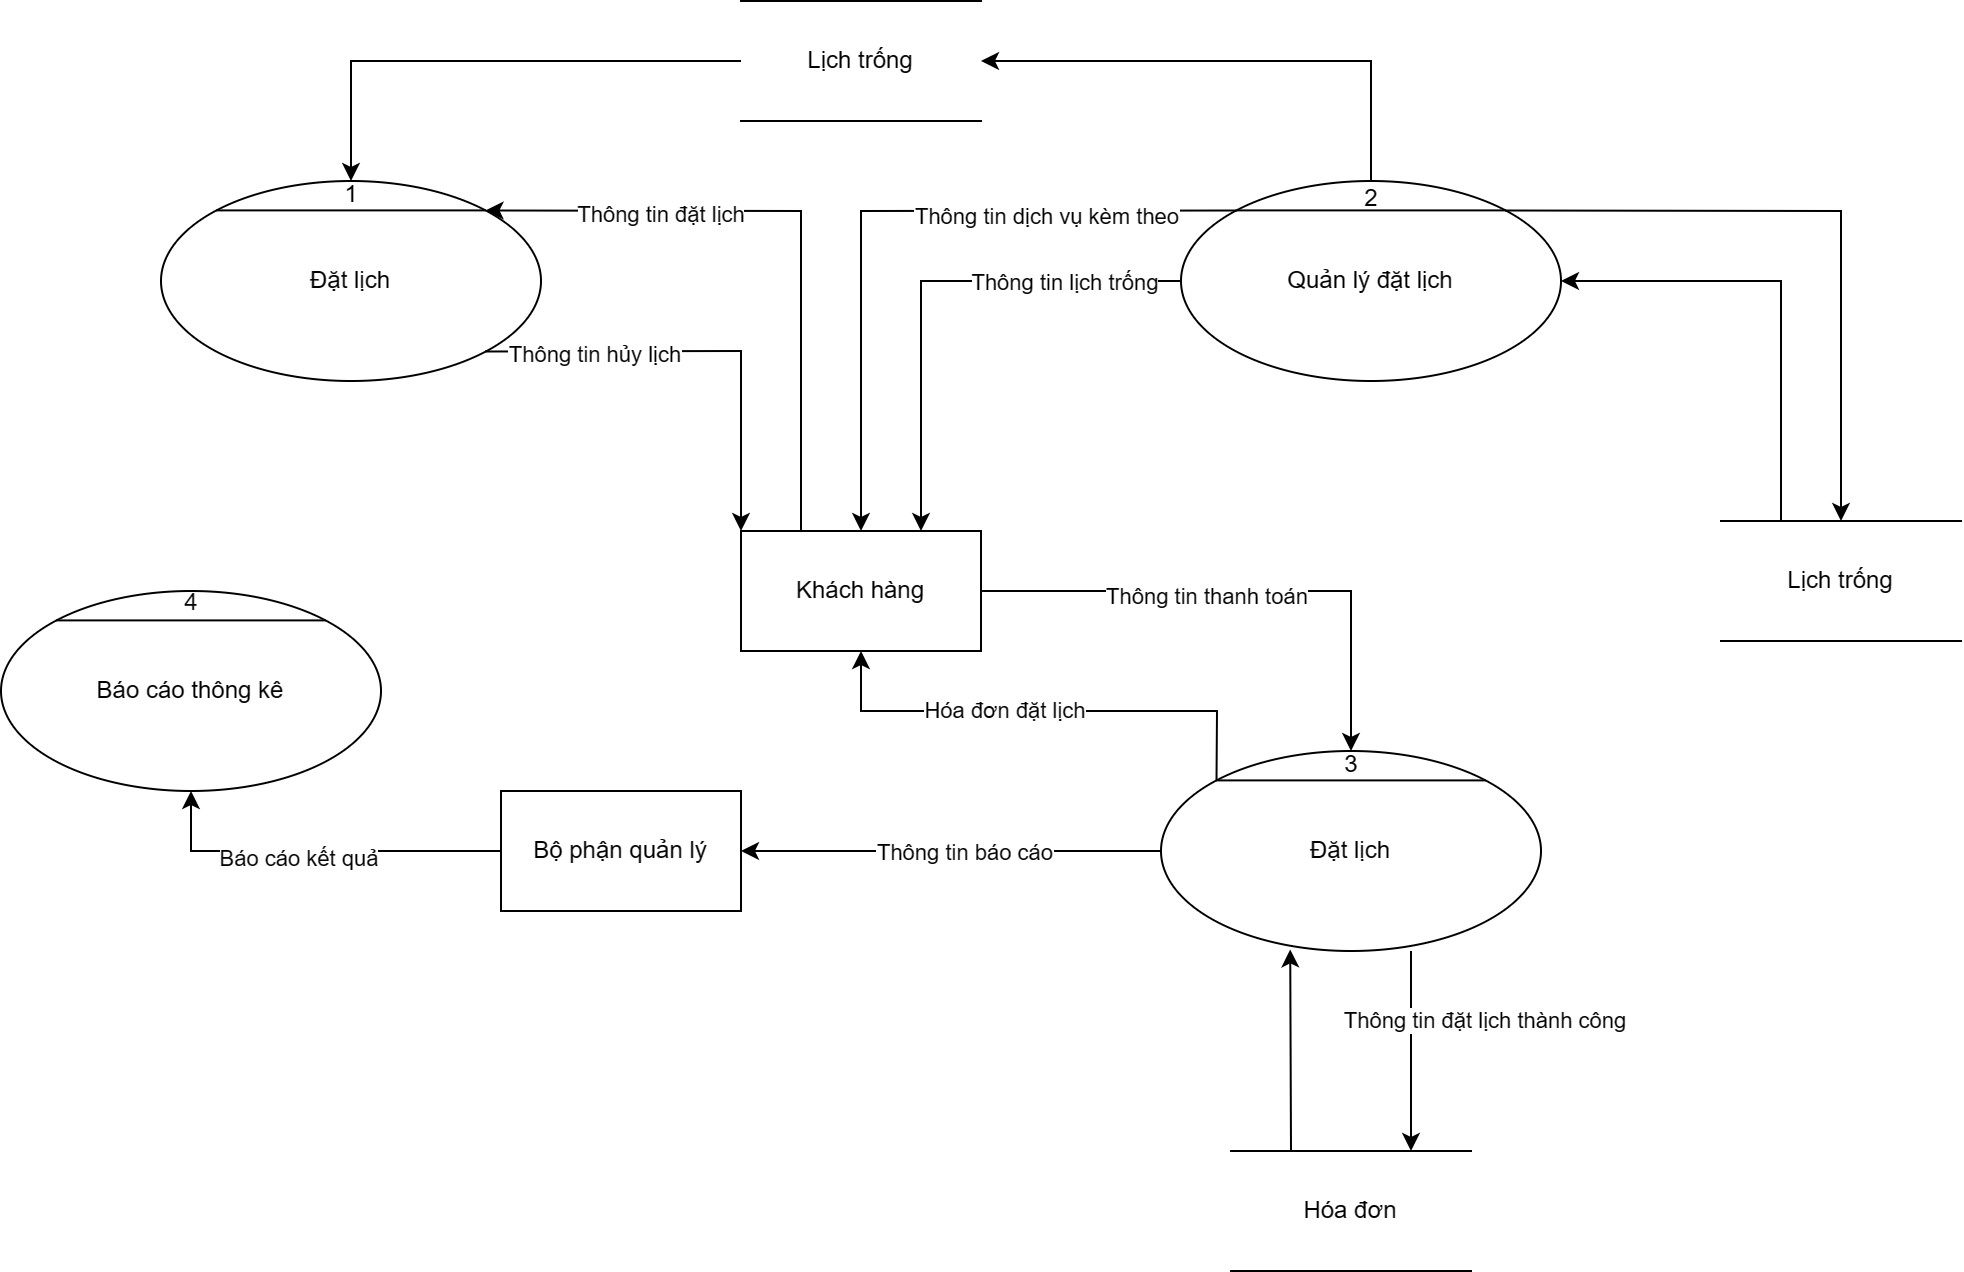 Lịch trống
1
Thông tin đặt lịch
Thông tin dịch vụ kèm theo
2
Đặt lịch
Thông tin lịch trống
Quản lý đặt lịch
Thông tin hủy lịch
Khách hàng
Thông tin thanh toán
Lịch trống
4
Báo cáo thông kê
Hóa đơn đặt lịch
3
Báo cáo kết quả
Bộ phận quản lý
Thông tin báo cáo
Đặt lịch
Thông tin đặt lịch thành công
Hóa đơn